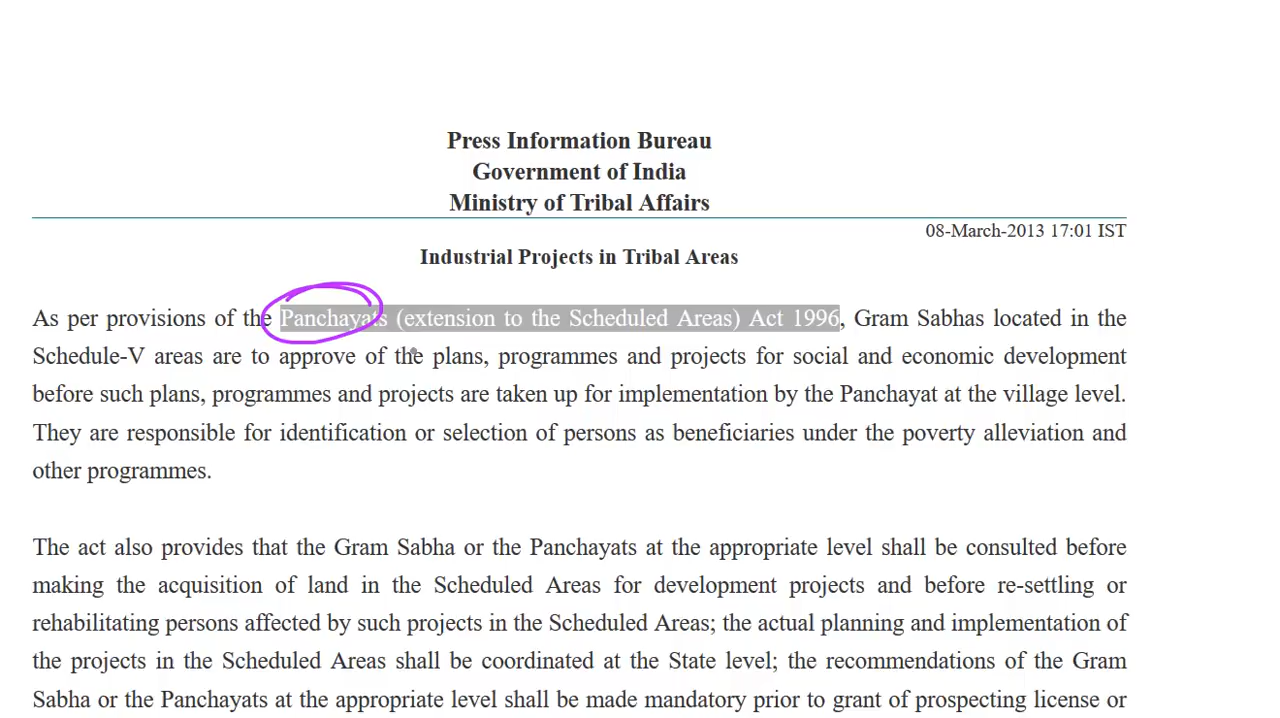 Press Information Bureau
Government of India
Ministry of Tribal Affairs
08-March-2013 17:01 IST
Industrial Projects in Tribal Areas
As per provisions of the Panchayats (extension to the Scheduled Areas) Act 1996, Gram Sabhas located in the
Schedule-V areas are to approve of the plans, programmes and projects for social and economic development
before such plans, programmes and projects are taken up for implementation by the Panchayat at the village level.
They are responsible for identification or selection of persons as beneficiaries under the poverty alleviation and
other programmes.
The act also provides that the Gram Sabha or the Panchayats at the appropriate level shall be consulted before
making the acquisition of land in the Scheduled Areas for development projects and before re-settling or
rehabilitating persons affected by such projects in the Scheduled Areas; the actual planning and implementation of
the projects in the Scheduled Areas shall be coordinated at the State level; the recommendations of the Gram
Sabha or the Panchayats at the appropriate level shall be made mandatory prior to grant of prospecting license or